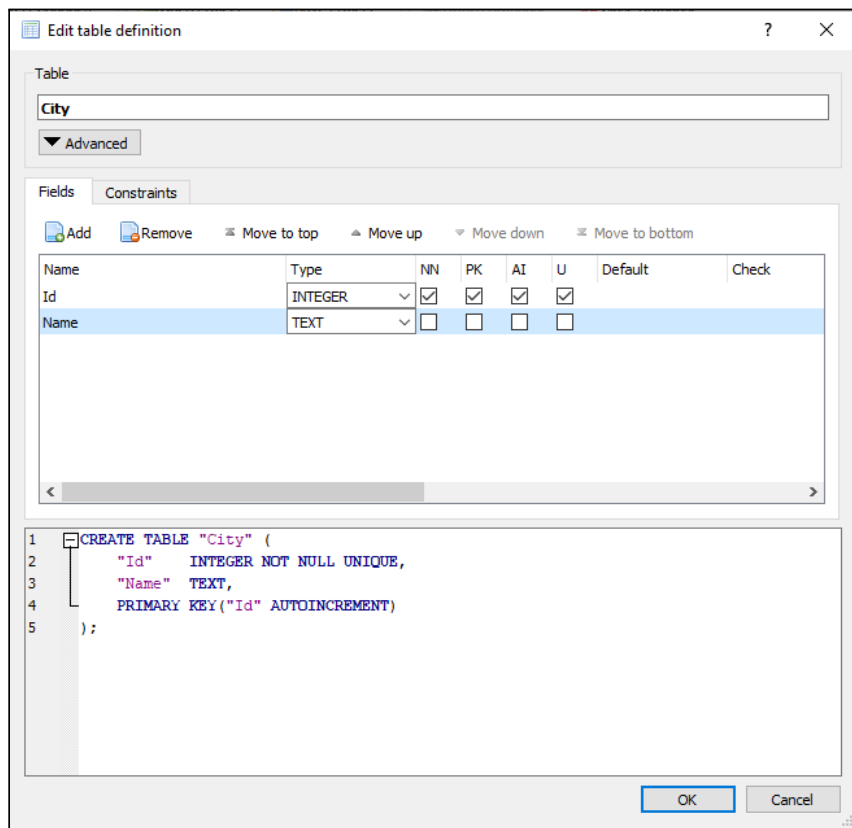 Edit table definition ?
Table
City
Advanced
Fields Constraints
Add Remove Move to top Move up Move down Move to bottom
Name Type NN PK AI U Default Check
Id INTEGER
Name TEXT
1 CREATE TABLE "City" (
2 "Id" INTEGER NOT NULL UNIQUE,
3 "Name" TEXT,
4 PRIMARY KEY("Id" AUTOINCREMENT)
5 );
OK Cancel